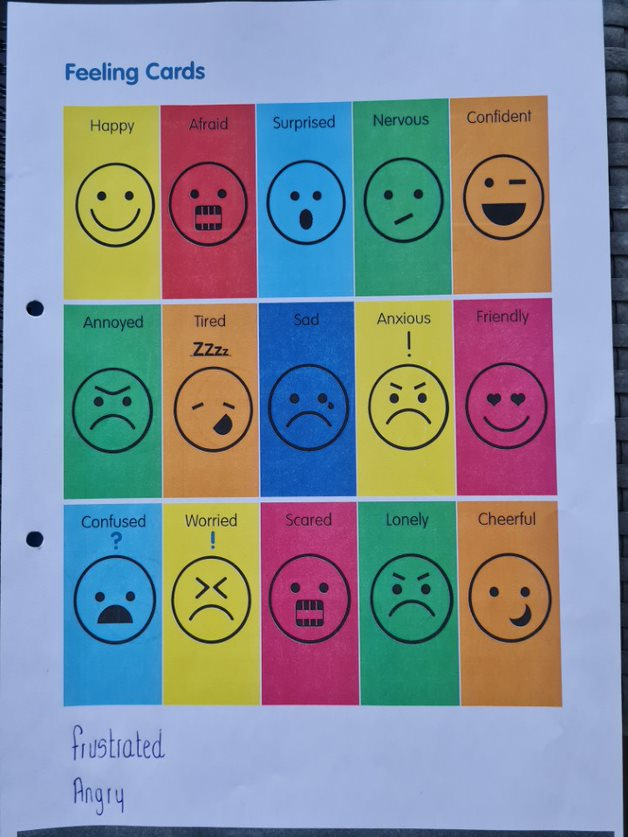 Feeling Cards
Happy Afraid Surprised Nervous Confident
Annoyed Tired Sad Anxious Friendly
ZZzz !
Confused Worried Scared Lonely Cheerful
? !
frustrated
Angry